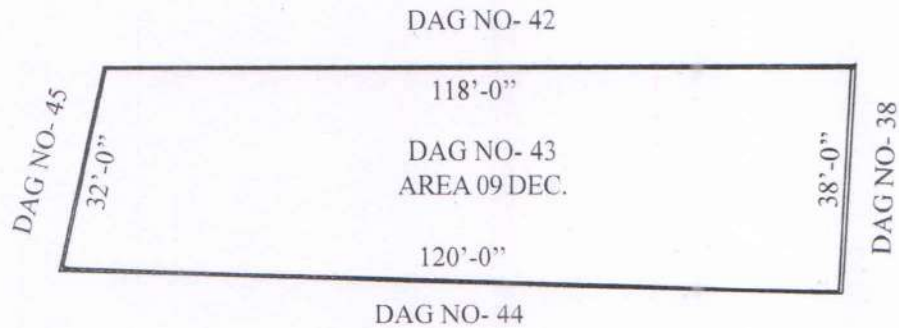 DAG NO- 42
118'-0”
DAG NO- 45
32'-0”
DAG NO- 43
AREA 09 DEC.
38'-0”
DAG NO- 38
120'-0”
DAG NO- 44